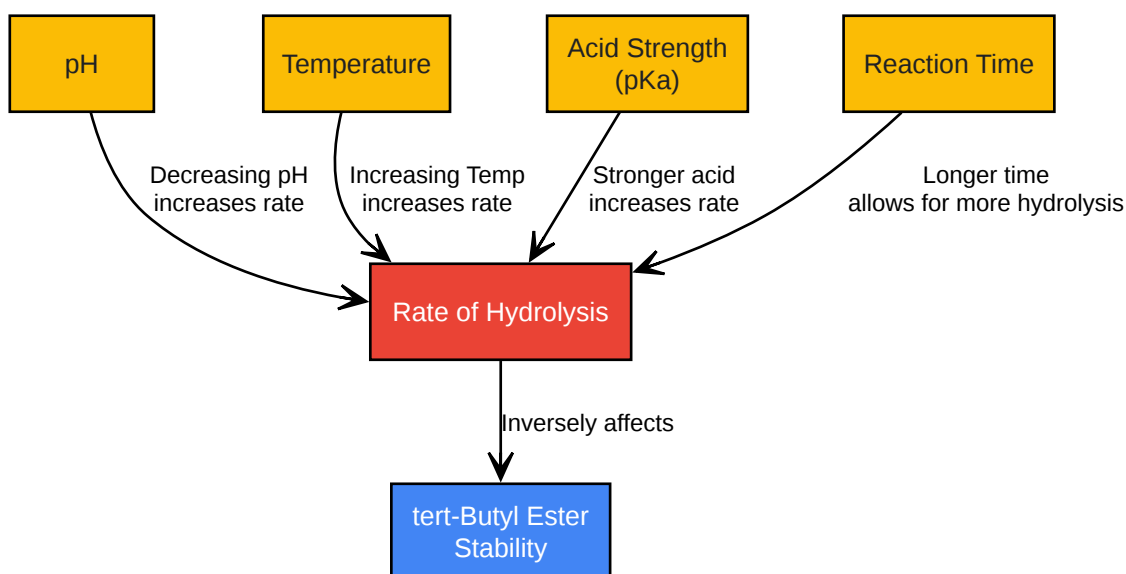 pH
Temperature
Acid Strength
(pKa)
Reaction Time
Decreasing pH
increases rate
Increasing Temp
increases rate
Stronger acid
increases rate
Longer time
allows for more hydrolysis
Rate of Hydrolysis
Inversely affects
tert-Butyl Ester
Stability